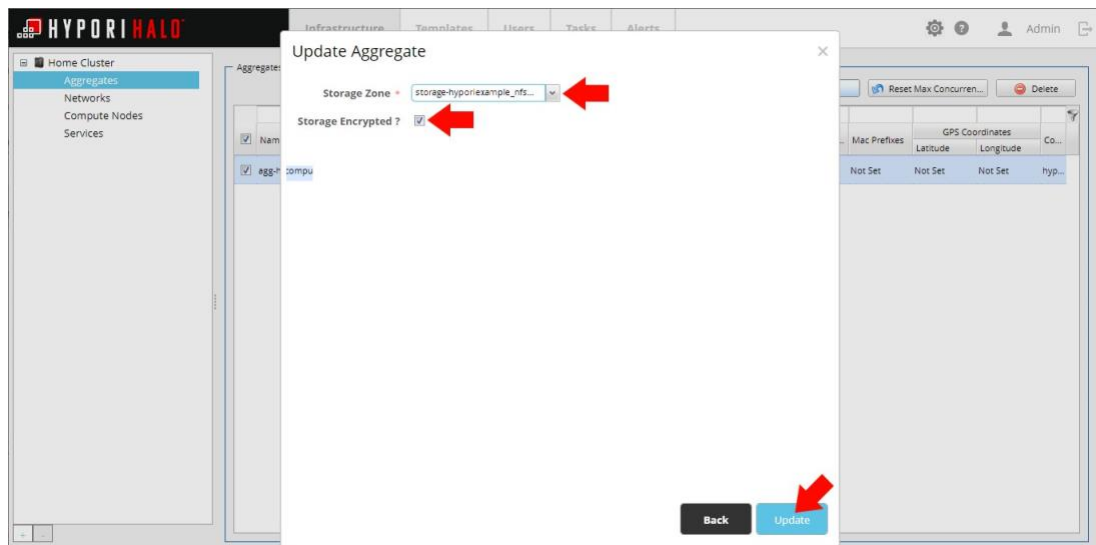 HYPORI HALO
Infrastructure Templates Users Tasks Alerts
Admin
Home Cluster
Aggregates
Networks
Compute Nodes
Services
Update Aggregate
Storage Zone *
storage-hyporiexample_nfs...
Storage Encrypted ?
compu
Back
Update
Reset Max Concurren...
Delete
Nam
Mac Prefixes
GPS Coordinates
Latitude
Longitude
Co...
agg-h
Not Set
Not Set
Not Set
hyp...